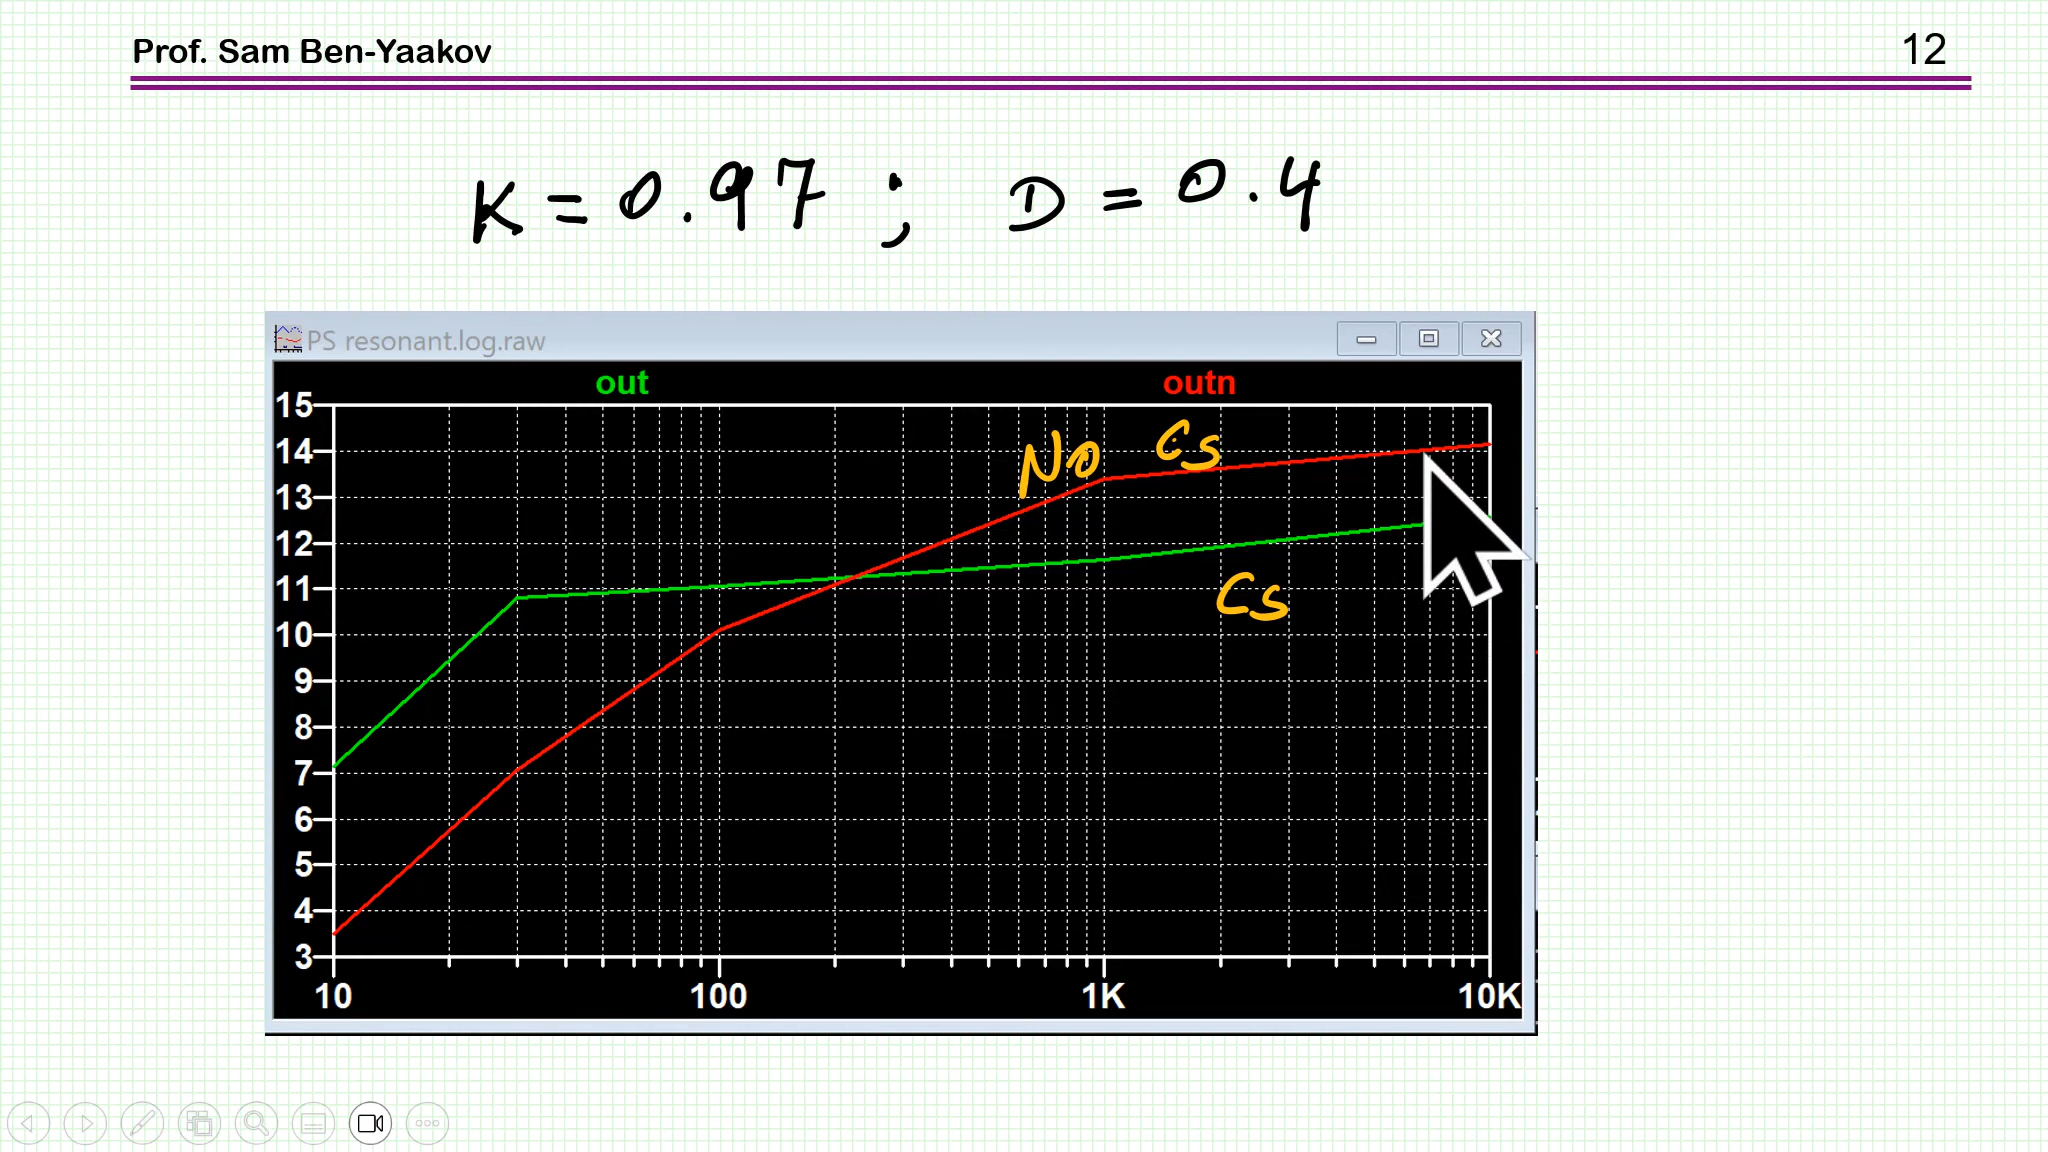 Prof. Sam Ben-Yaakov
12
K = 0.97 ; D = 0.4
PS resonant.log.raw
out outn
15
14
13
12
11
10
9
8
7
6
5
4
3
No Cs
Cs
10 100 1K 10K